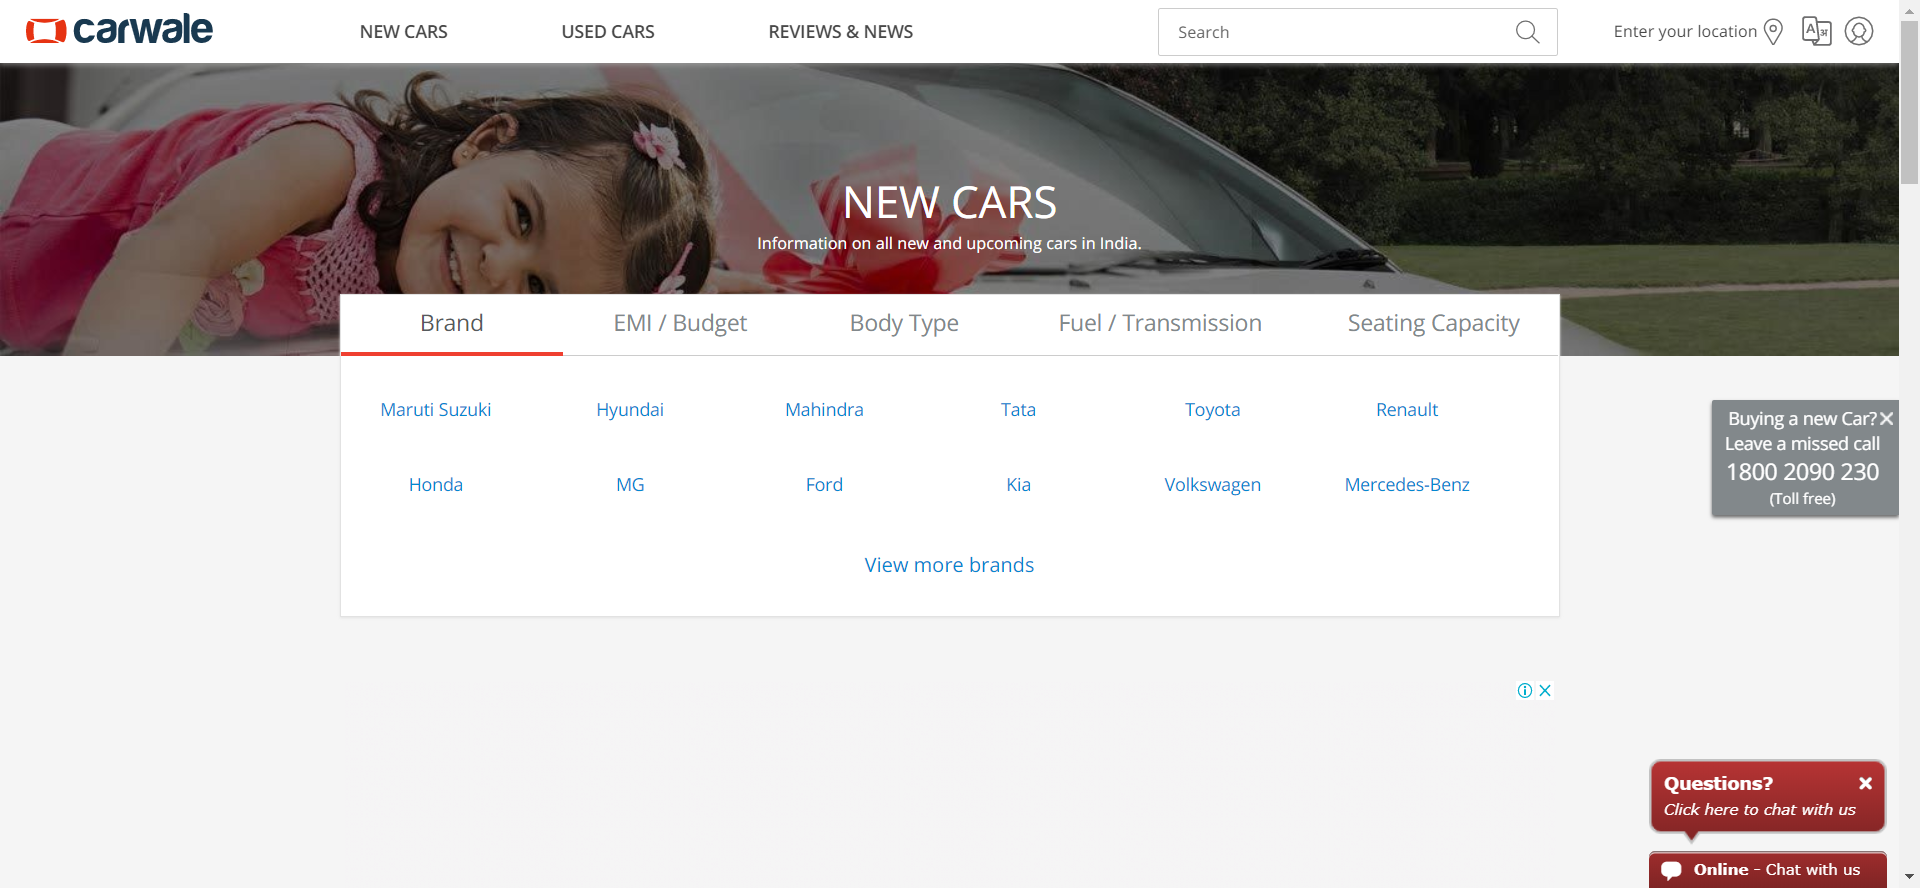 carwale
NEW CARS
USED CARS
REVIEWS & NEWS
Search
Enter your location
NEW CARS
Information on all new and upcoming cars in India.
Brand
EMI / Budget
Body Type
Fuel / Transmission
Seating Capacity
Maruti Suzuki
Hyundai
Mahindra
Tata
Toyota
Renault
Honda
MG
Ford
Kia
Volkswagen
Mercedes-Benz
View more brands
Buying a new Car?
Leave a missed call
1800 2090 230
(Toll free)
Questions?
Click here to chat with us
Online - Chat with us